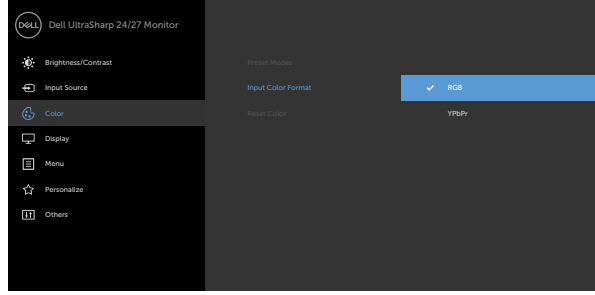 DELL Dell UltraSharp 24/27 Monitor
Brightness/Contrast
Preset Modes
Input Source
Input Color Format
RGB
Color
Reset Color
YPbPr
Display
Menu
Personalize
Others